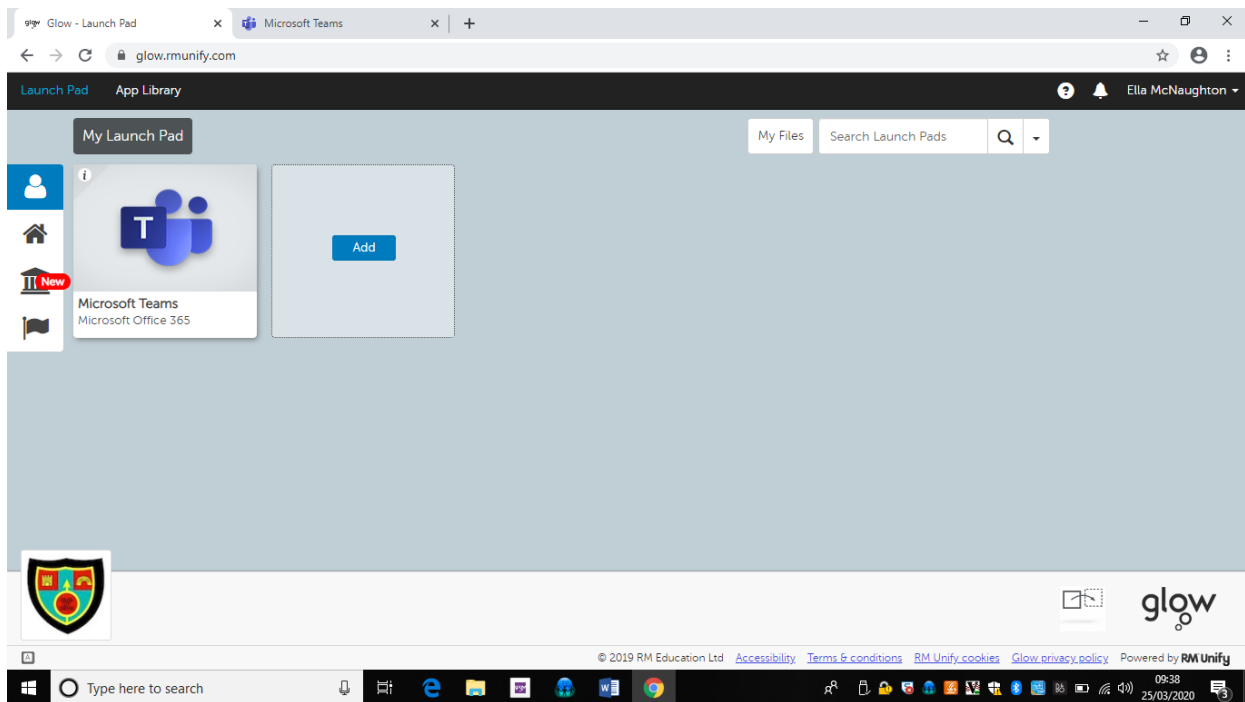 glow Glow - Launch Pad Microsoft Teams
glow.rmunify.com
Launch Pad App Library Ella McNaughton
My Launch Pad My Files Search Launch Pads
i
T
Add
New
Microsoft Teams
Microsoft Office 365
glow
A © 2019 RM Education Ltd Accessibility Terms & conditions RM Unify cookies Glow privacy policy Powered by RM Unify
Type here to search 09:38
25/03/2020 3